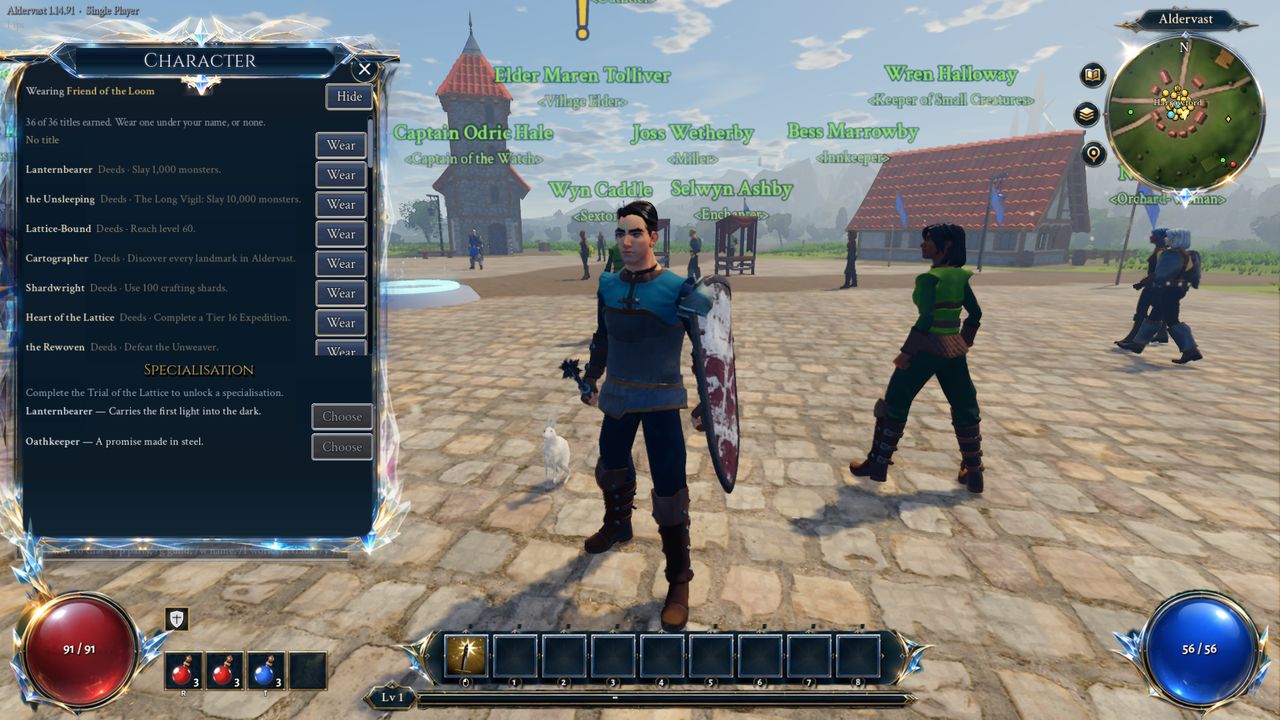 Aldervast 1.14.91 · Single Player
CHARACTER
Wearing Friend of the Loom
Hide
36 of 36 titles earned. Wear one under your name, or none.
No title
Wear
Lanternbearer Deeds · Slay 1,000 monsters.
Wear
the Unsleeping Deeds · The Long Vigil: Slay 10,000 monsters.
Wear
Lattice-Bound Deeds · Reach level 60.
Wear
Cartographer Deeds · Discover every landmark in Aldervast.
Wear
Shardwright Deeds · Use 100 crafting shards.
Wear
Heart of the Lattice Deeds · Complete a Tier 16 Expedition.
Wear
the Rewoven Deeds · Defeat the Unweaver.
Wear
SPECIALISATION
Complete the Trial of the Lattice to unlock a specialisation.
Lanternbearer — Carries the first light into the dark.
Choose
Oathkeeper — A promise made in steel.
Choose
Elder Maren Tolliver
<Village Elder>
Wren Halloway
<Keeper of Small Creatures>
Captain Odric Hale
<Captain of the Watch>
Joss Wetherby
<Miller>
Bess Marrowby
<Innkeeper>
Wyn Caddle
<Sexton
Selwyn Ashby
<Enchanter>
Aldervast
N
91 / 91
3
R
3
3
T
1
2
3
4
5
6
7
8
Lv 1
56 / 56